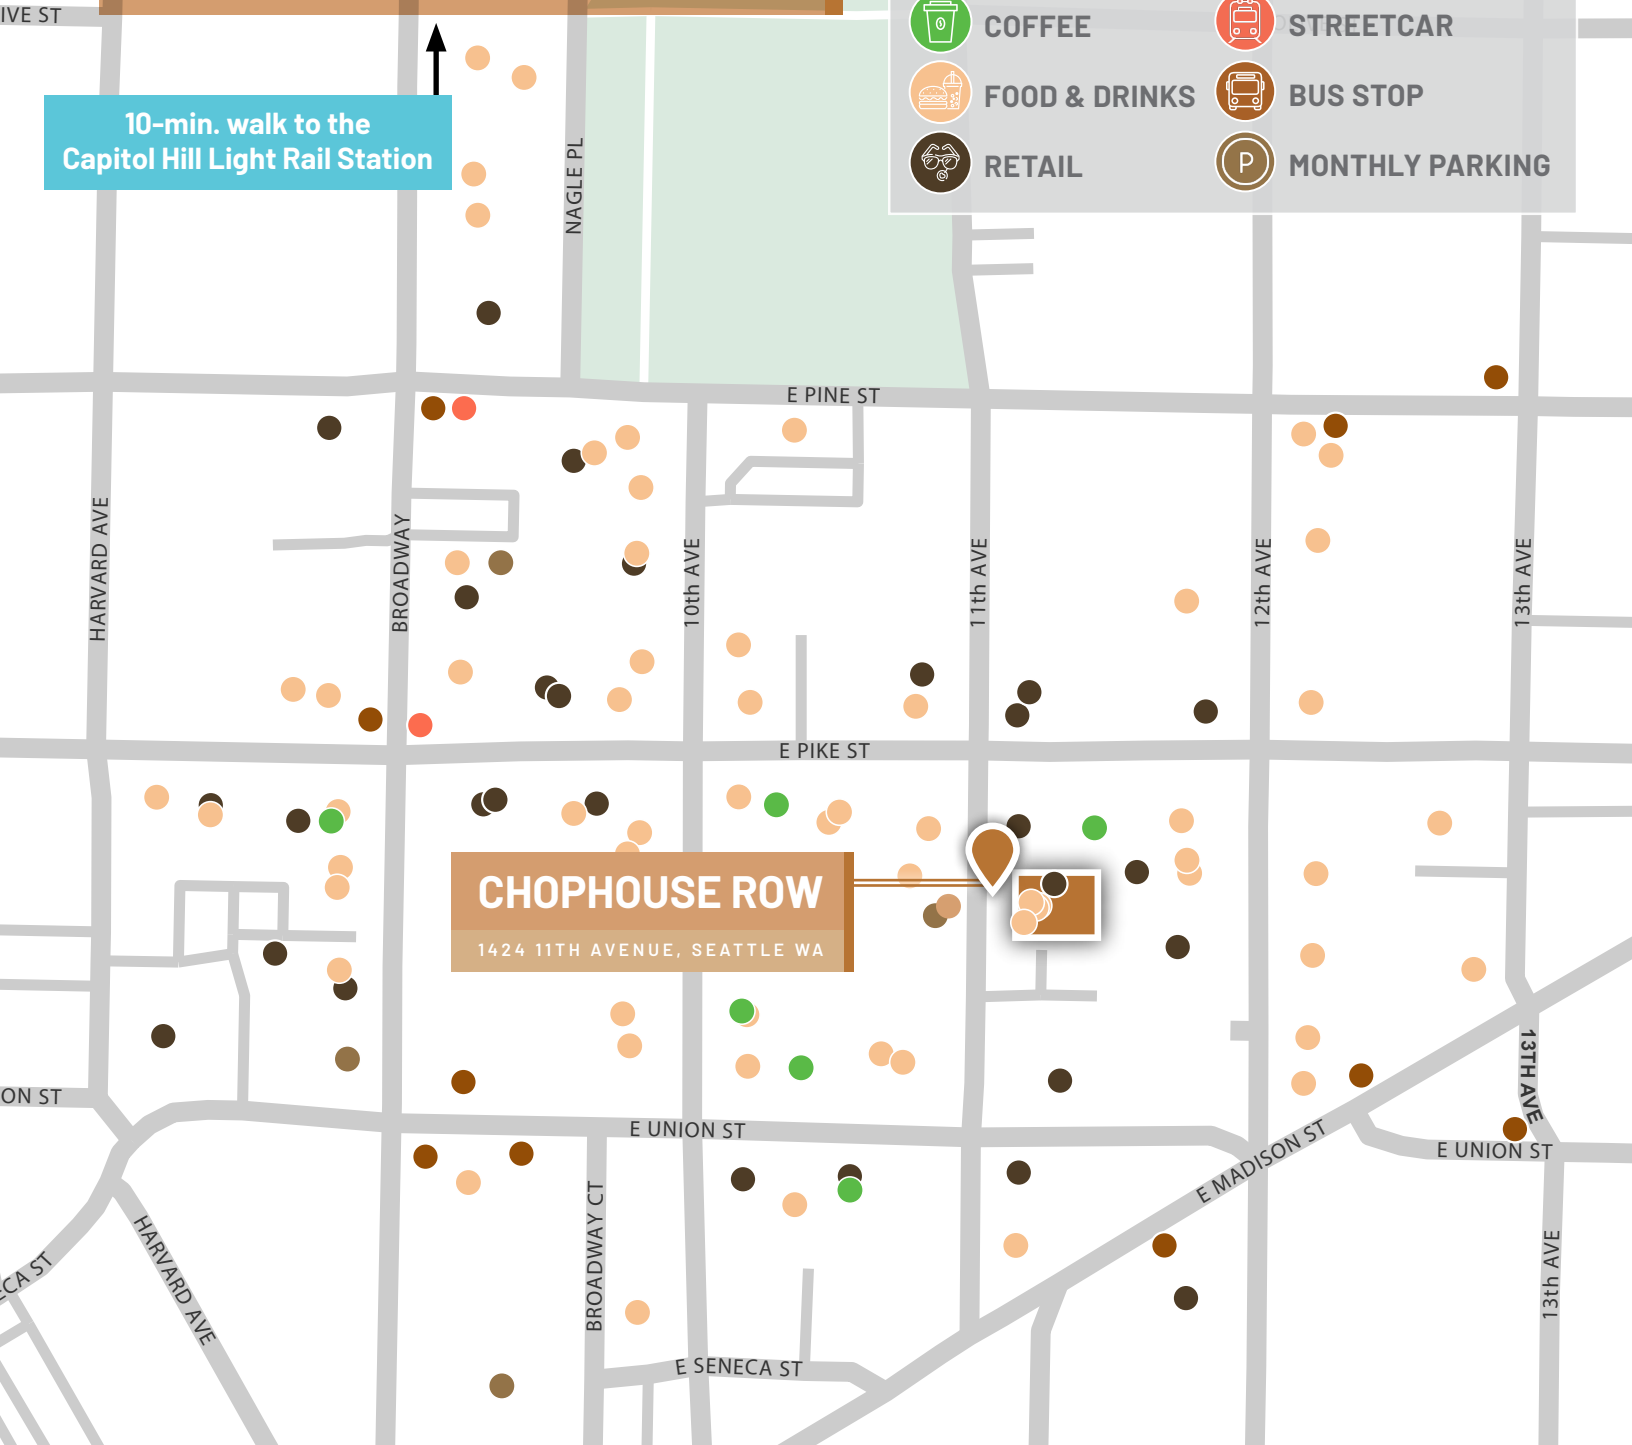 IVE ST
COFFEE
STREETCAR
FOOD & DRINKS
BUS STOP
RETAIL
P
MONTHLY PARKING
10-min. walk to the
Capitol Hill Light Rail Station
NAGLE PL
E PINE ST
HARVARD AVE
BROADWAY
10th AVE
11th AVE
12th AVE
13th AVE
E PIKE ST
CHOPHOUSE ROW
1424 11TH AVENUE, SEATTLE WA
ON ST
13TH AVE
E UNION ST
E MADISON ST
E UNION ST
HARVARD AVE
BROADWAY CT
13th AVE
CA ST
E SENECA ST